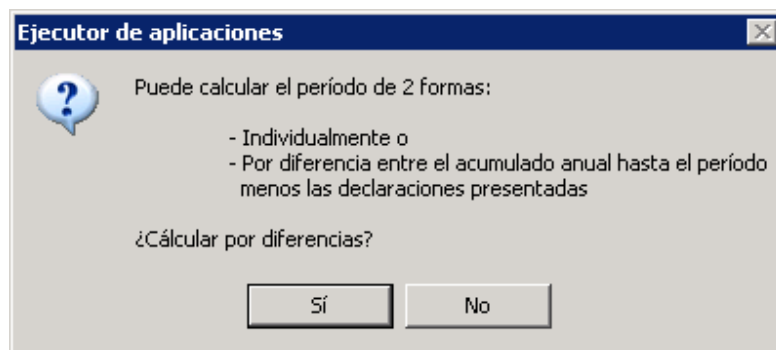 Ejecutor de aplicaciones
Puede calcular el período de 2 formas:
- Individualmente o
- Por diferencia entre el acumulado anual hasta el período
menos las declaraciones presentadas
¿Cálcular por diferencias?
Sí
No